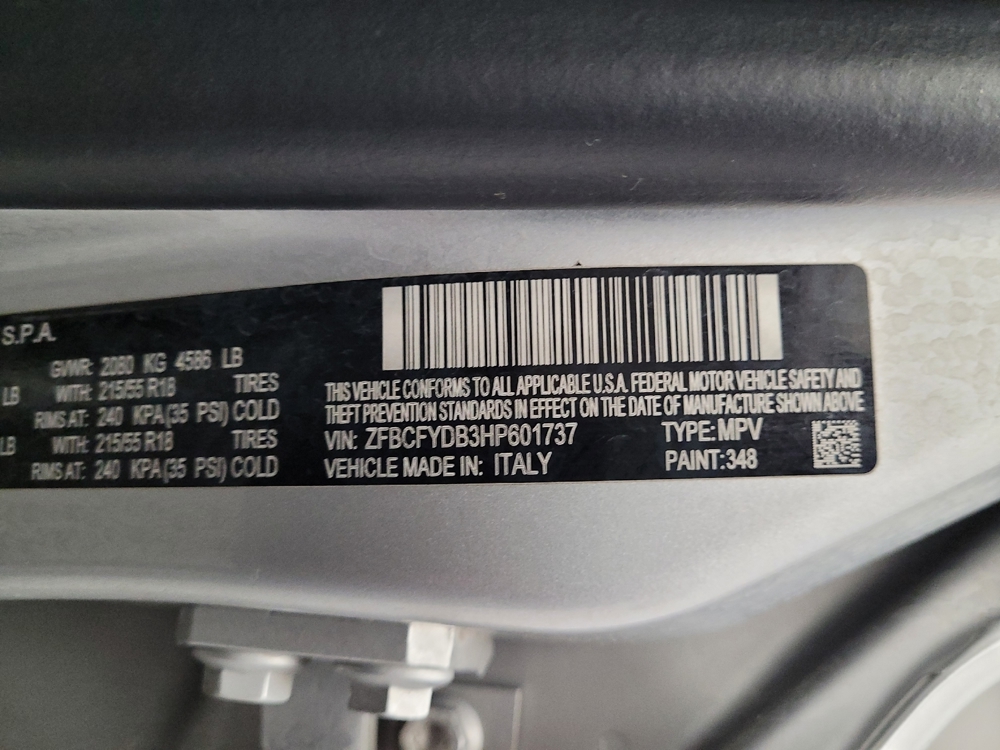 S.P.A.
GVWR: 2080 KG 4586 LB
LB WITH: 215/55 R18 TIRES
RIMS AT: 240 KPA(35 PSI) COLD
LB WITH: 215/55 R18 TIRES
RIMS AT: 240 KPA(35 PSI) COLD
THIS VEHICLE CONFORMS TO ALL APPLICABLE U.S.A. FEDERAL MOTOR VEHICLE SAFETY AND
THEFT PREVENTION STANDARDS IN EFFECT ON THE DATE OF MANUFACTURE SHOWN ABOVE
VIN: ZFBCFYDB3HP601737 TYPE:MPV
VEHICLE MADE IN: ITALY PAINT:348